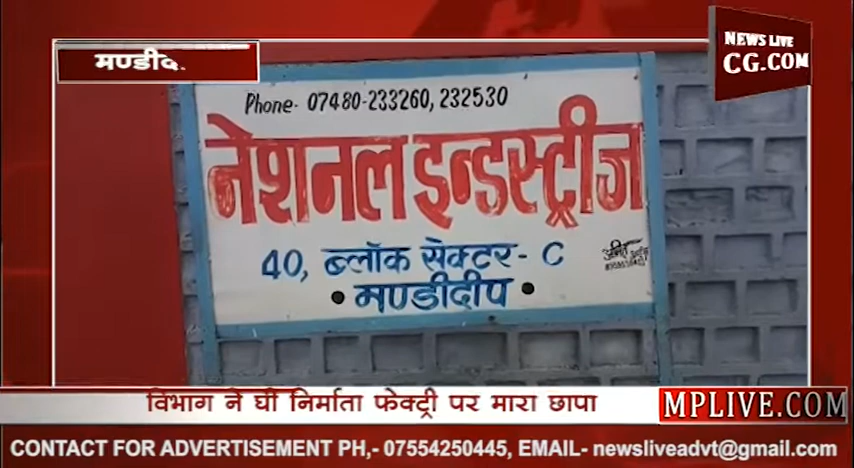 NEWS LIVE
CG.COM
मण्डीद.
Phone- 07480-233260, 232530
नेशनल इन्डस्ट्रीज
40, ब्लॉक सेक्टर - C
• मण्डीदीप •
विभाग ने घी निर्माता फेक्ट्री पर मारा छापा
MPLIVE.COM
CONTACT FOR ADVERTISEMENT PH,- 07554250445, EMAIL- newsliveadvt@gmail.com